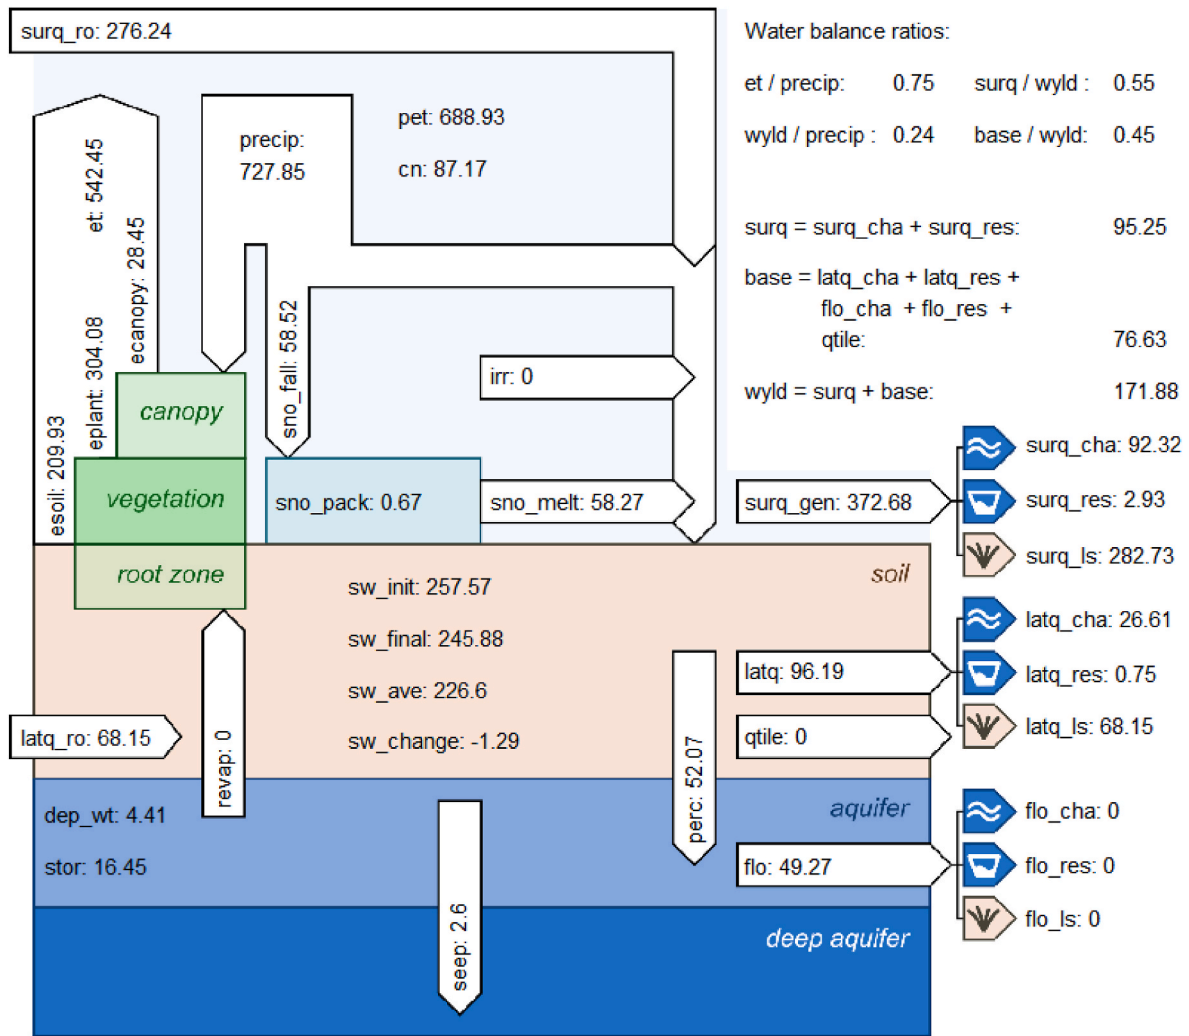 surq_ro: 276.24
Water balance ratios:
et / precip: 0.75 surq / wyld : 0.55
wyld / precip : 0.24 base / wyld: 0.45
surq = surq_cha + surq_res: 95.25
base = latq_cha + latq_res +
flo_cha + flo_res +
qtile: 76.63
wyld = surq + base: 171.88
pet: 688.93
cn: 87.17
precip:
727.85
et: 542.45
ecanopy: 28.45
eplant: 304.08
esoil: 209.93
sno_fall: 58.52
irr: 0
canopy
vegetation
root zone
sno_pack: 0.67
sno_melt: 58.27
surq_gen: 372.68
surq_cha: 92.32
surq_res: 2.93
surq_ls: 282.73
soil
sw_init: 257.57
sw_final: 245.88
sw_ave: 226.6
sw_change: -1.29
latq_ro: 68.15
revap: 0
perc: 52.07
latq: 96.19
qtile: 0
latq_cha: 26.61
latq_res: 0.75
latq_ls: 68.15
dep_wt: 4.41
stor: 16.45
aquifer
flo: 49.27
flo_cha: 0
flo_res: 0
flo_ls: 0
seep: 2.6
deep aquifer